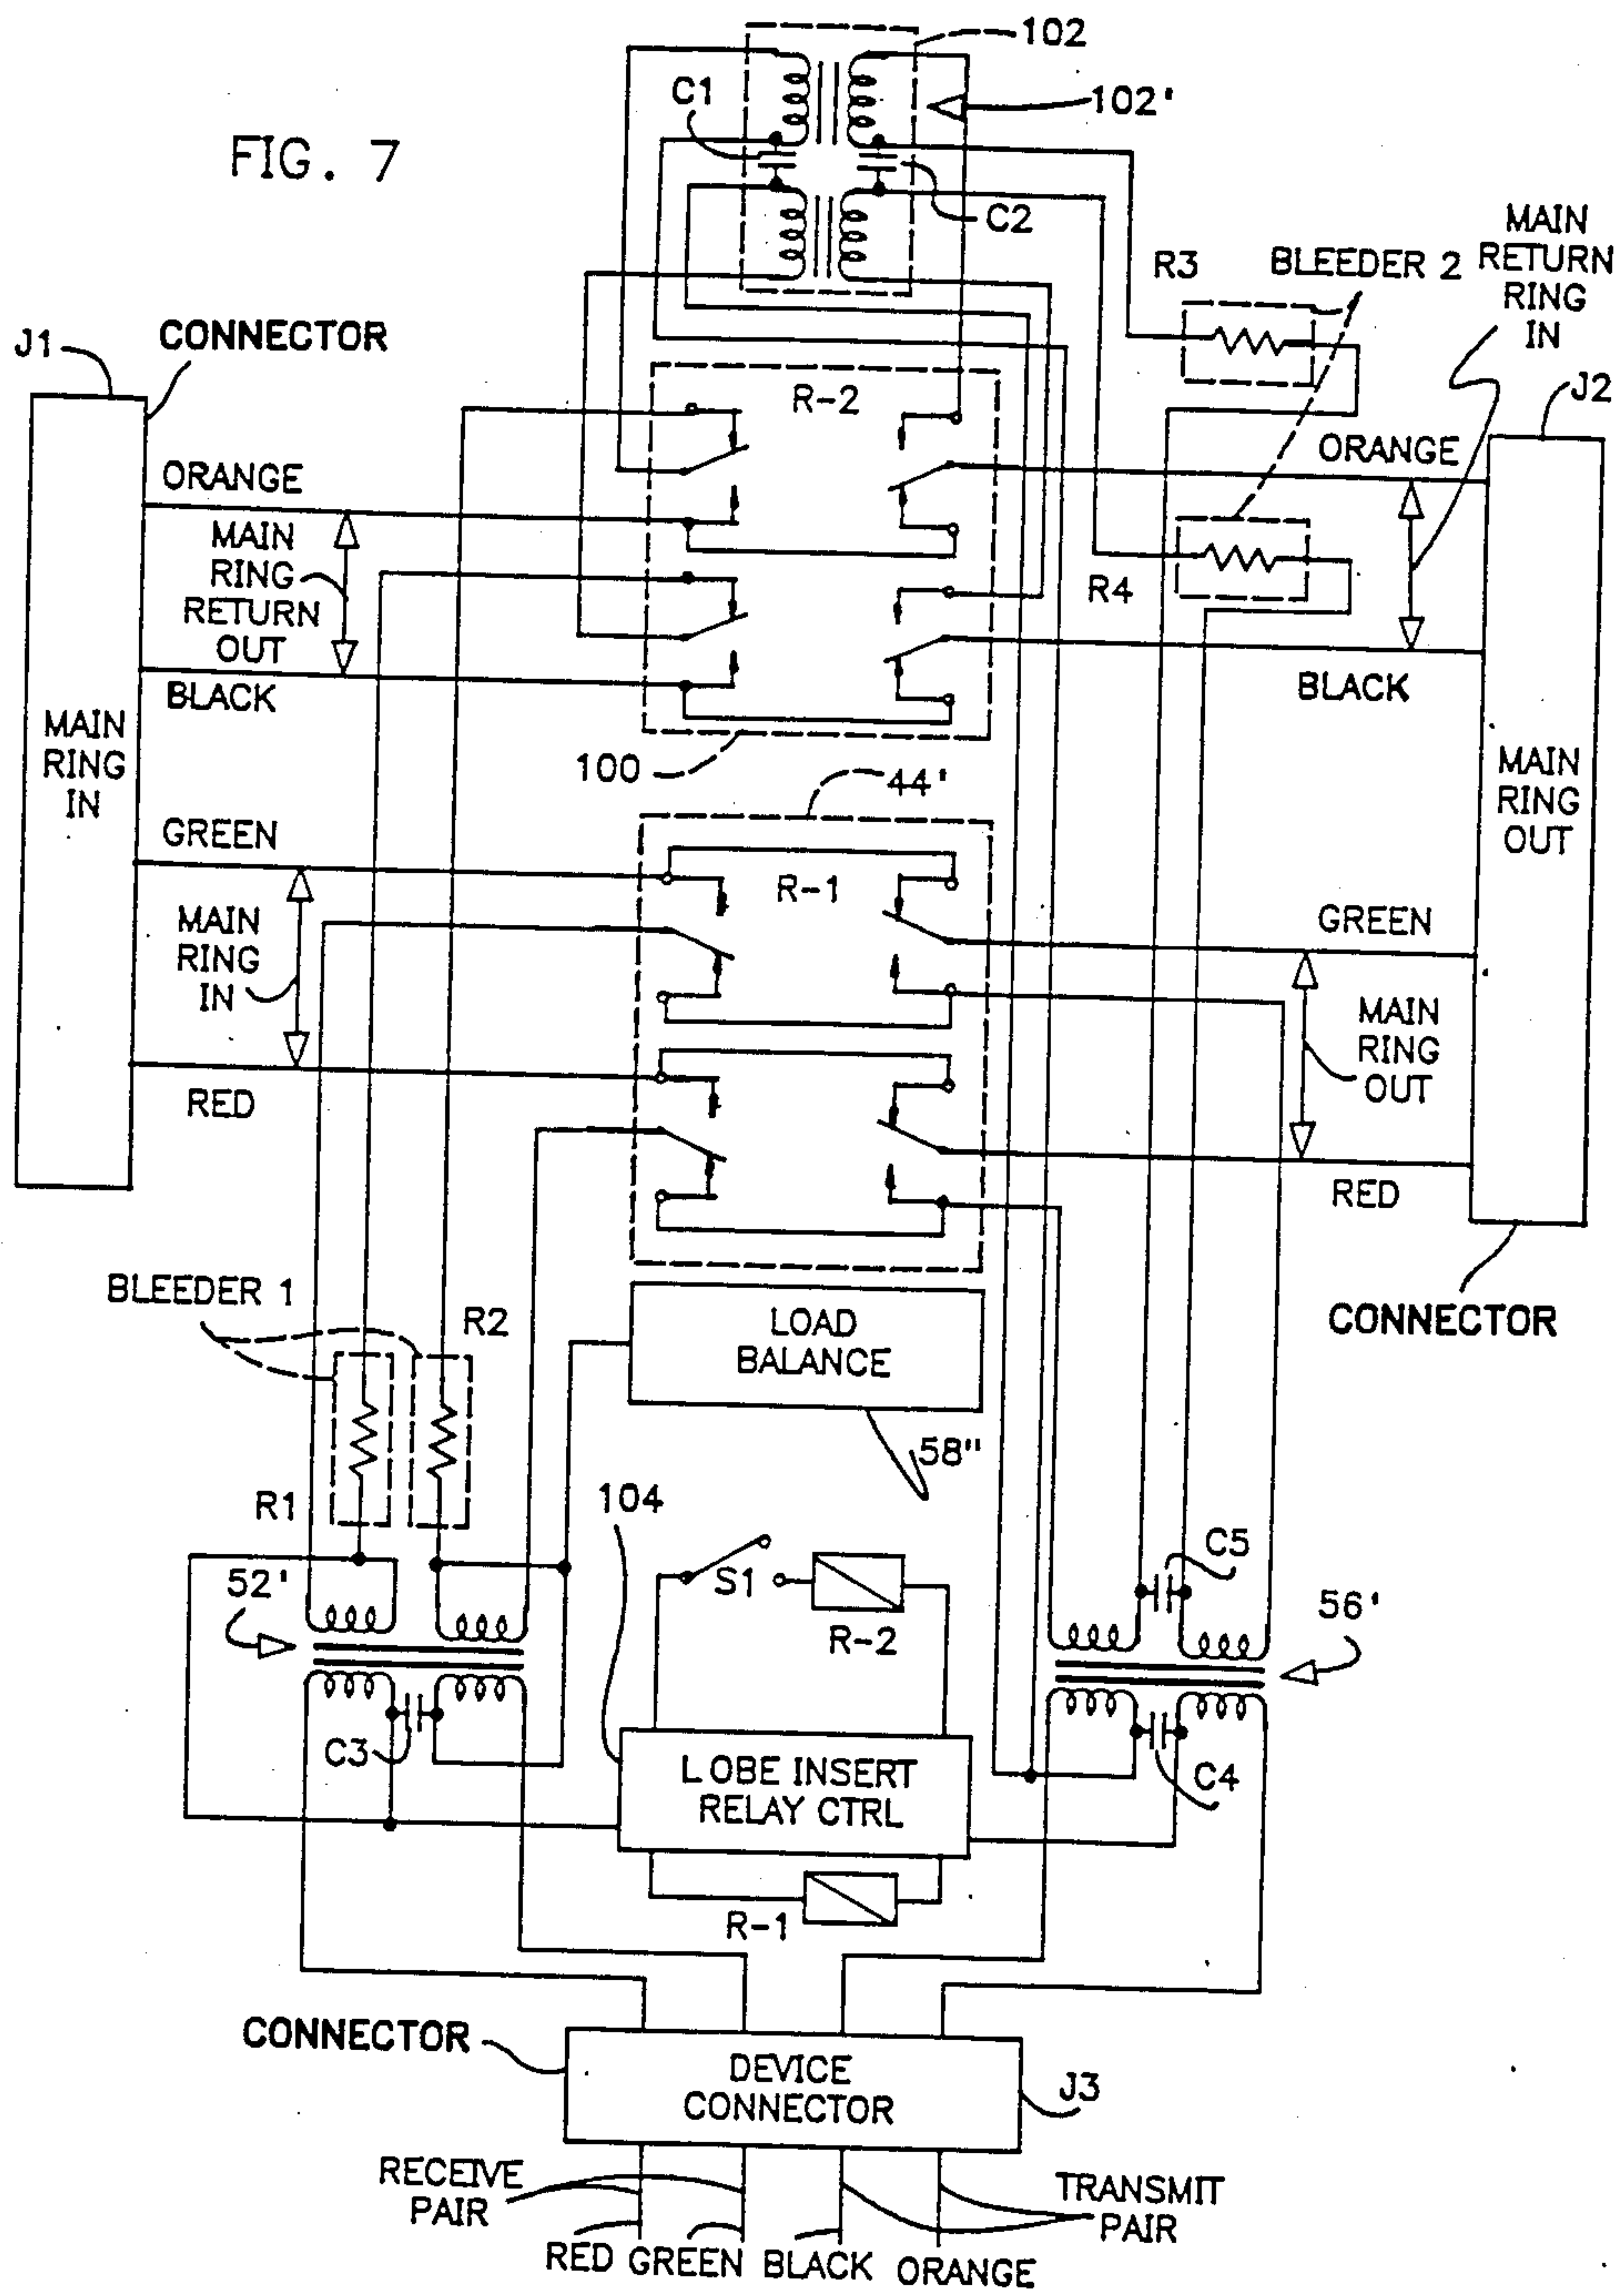 FIG. 7
102
102'
C1
C2
R3
BLEEDER 2
MAIN
RETURN
RING
IN
J1
CONNECTOR
J2
R-2
ORANGE
ORANGE
MAIN
RING
RETURN
OUT
R4
BLACK
BLACK
MAIN
RING
IN
100
44'
MAIN
RING
OUT
GREEN
R-1
GREEN
MAIN
RING
IN
MAIN
RING
OUT
RED
RED
BLEEDER 1
R2
LOAD
BALANCE
CONNECTOR
58"
R1
104
52'
S1
R-2
C5
56'
C3
LOBE INSERT
RELAY CTRL
C4
R-1
CONNECTOR
DEVICE
CONNECTOR
J3
RECEIVE
PAIR
TRANSMIT
PAIR
RED GREEN BLACK ORANGE